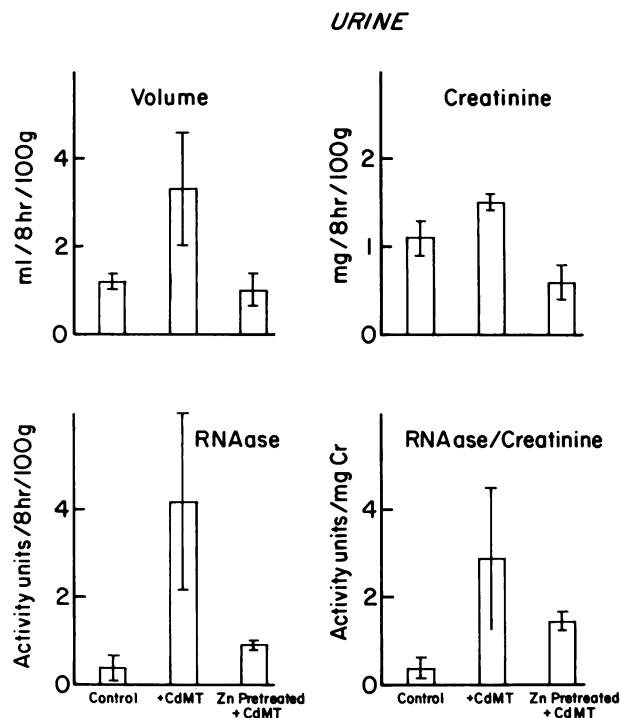 URINE
Volume
ml/8hr/100g
4
2
0
Creatinine
mg/8hr/100g
2
1
0
RNAase
Activity units/8hr/100g
4
2
0
Control
+CdMT
Zn Pretreated
+CdMT
RNAase/Creatinine
Activity units/mg Cr
4
2
0
Control
+CdMT
Zn Pretreated
+CdMT